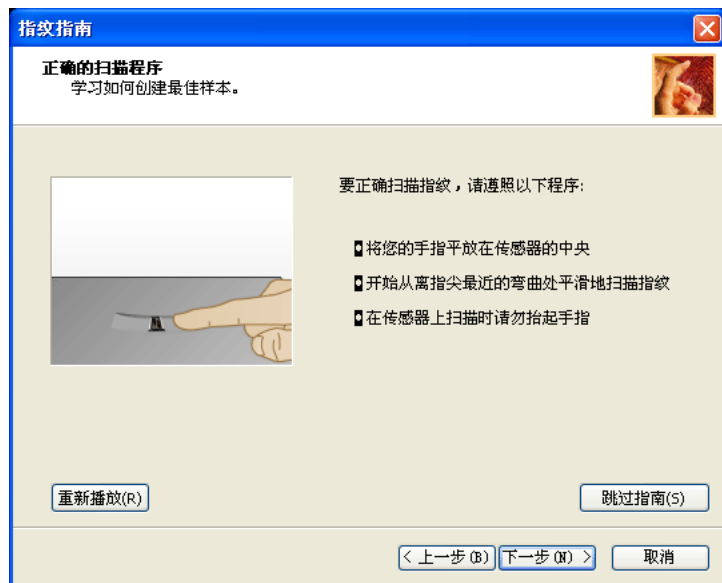 指纹指南
正确的扫描程序
学习如何创建最佳样本。
要正确扫描指纹，请遵照以下程序:
将您的手指平放在传感器的中央
开始从离指尖最近的弯曲处平滑地扫描指纹
在传感器上扫描时请勿抬起手指
重新播放(R)
跳过指南(S)
< 上一步(B)
下一步(N) >
取消